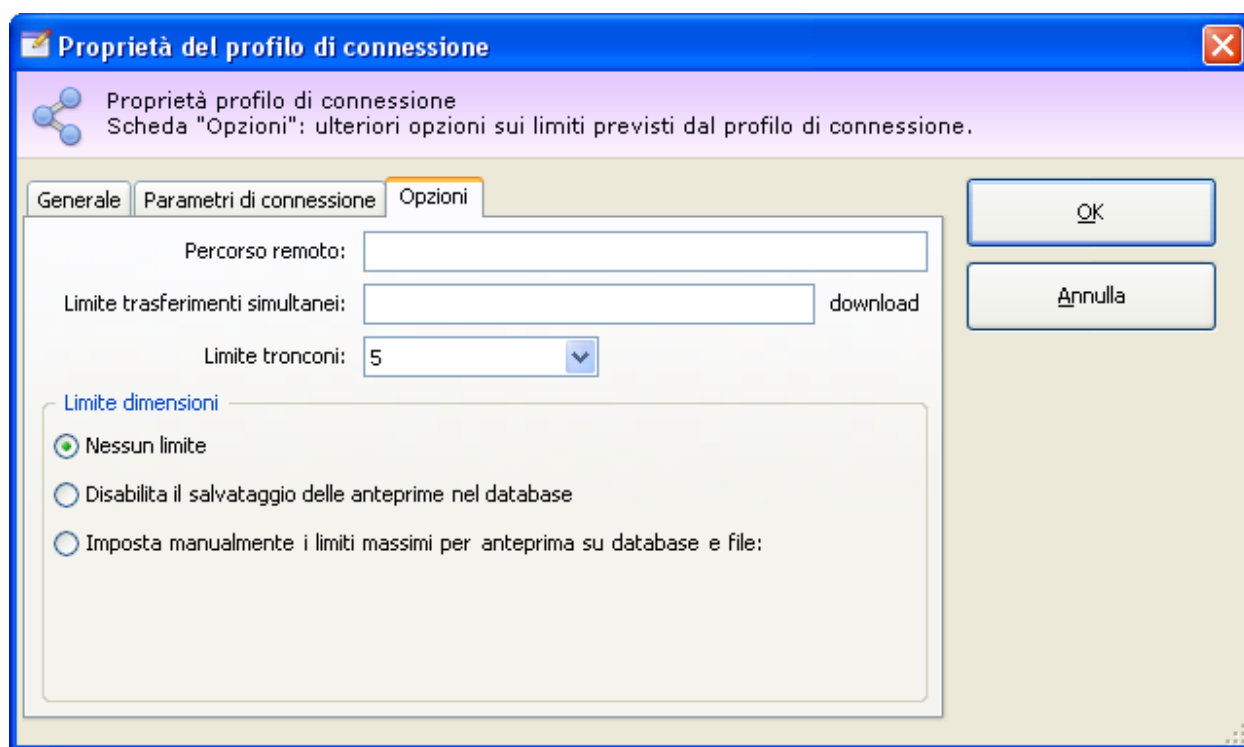 Proprietà del profilo di connessione
Proprietà profilo di connessione
Scheda "Opzioni": ulteriori opzioni sui limiti previsti dal profilo di connessione.
Generale
Parametri di connessione
Opzioni
OK
Annulla
Percorso remoto:
Limite trasferimenti simultanei:
download
Limite tronconi:
5
Limite dimensioni
Nessun limite
Disabilita il salvataggio delle anteprime nel database
Imposta manualmente i limiti massimi per anteprima su database e file: